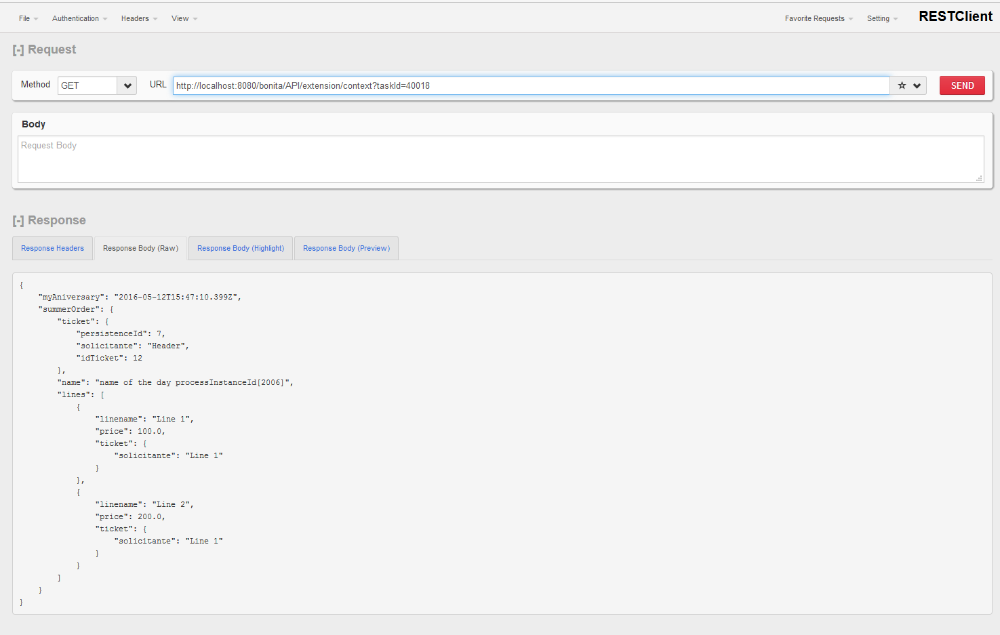 File Authentication Headers View Favorite Requests Setting RESTClient
[-] Request
Method GET URL http://localhost:8080/bonita/API/extension/context?taskId=40018 SEND
Body
Request Body
[-] Response
Response Headers Response Body (Raw) Response Body (Highlight) Response Body (Preview)
{
    "myAniversary": "2016-05-12T15:47:10.399Z",
    "summerOrder": {
        "ticket": {
            "persistenceId": 7,
            "solicitante": "Header",
            "idTicket": 12
        },
        "name": "name of the day processInstanceId[2006]",
        "lines": [
            {
                "linename": "Line 1",
                "price": 100.0,
                "ticket": {
                    "solicitante": "Line 1"
                }
            },
            {
                "linename": "Line 2",
                "price": 200.0,
                "ticket": {
                    "solicitante": "Line 1"
                }
            }
        ]
    }
}